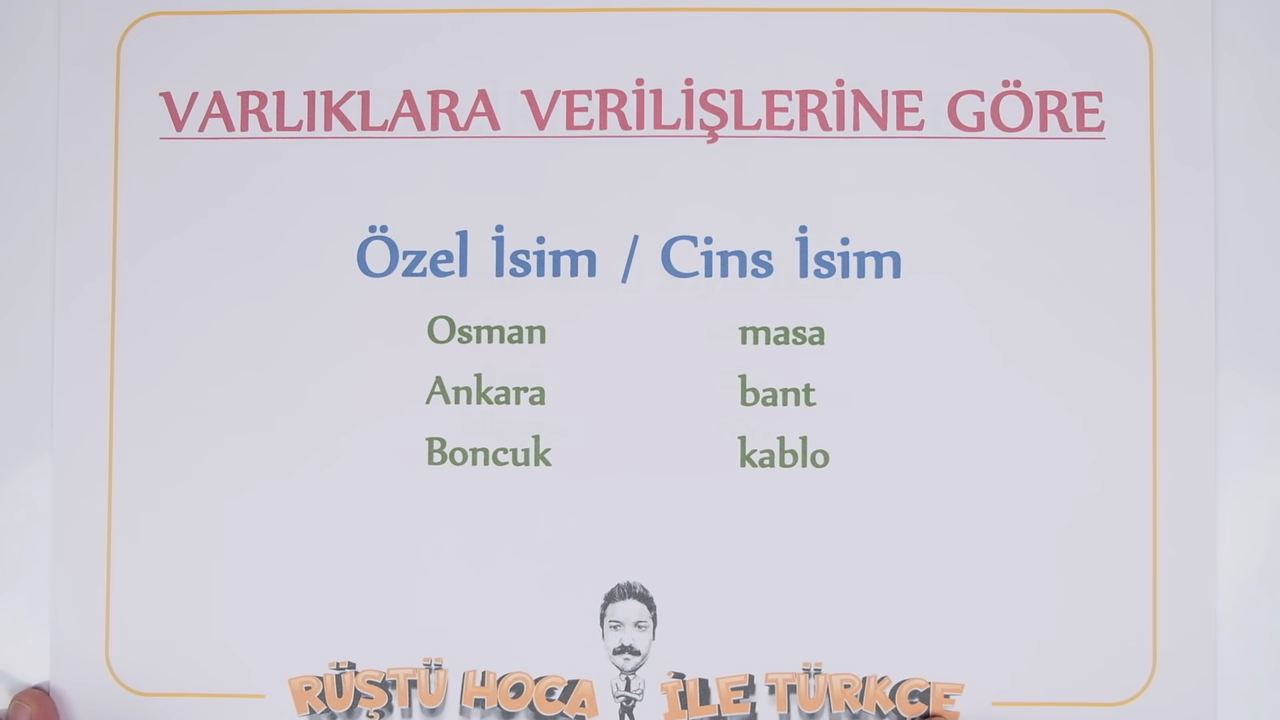 VARLIKLARA VERİLİŞLERİNE GÖRE
Özel İsim / Cins İsim
Osman masa
Ankara bant
Boncuk kablo
RÜŞTÜ HOCA İLE TÜRKÇE